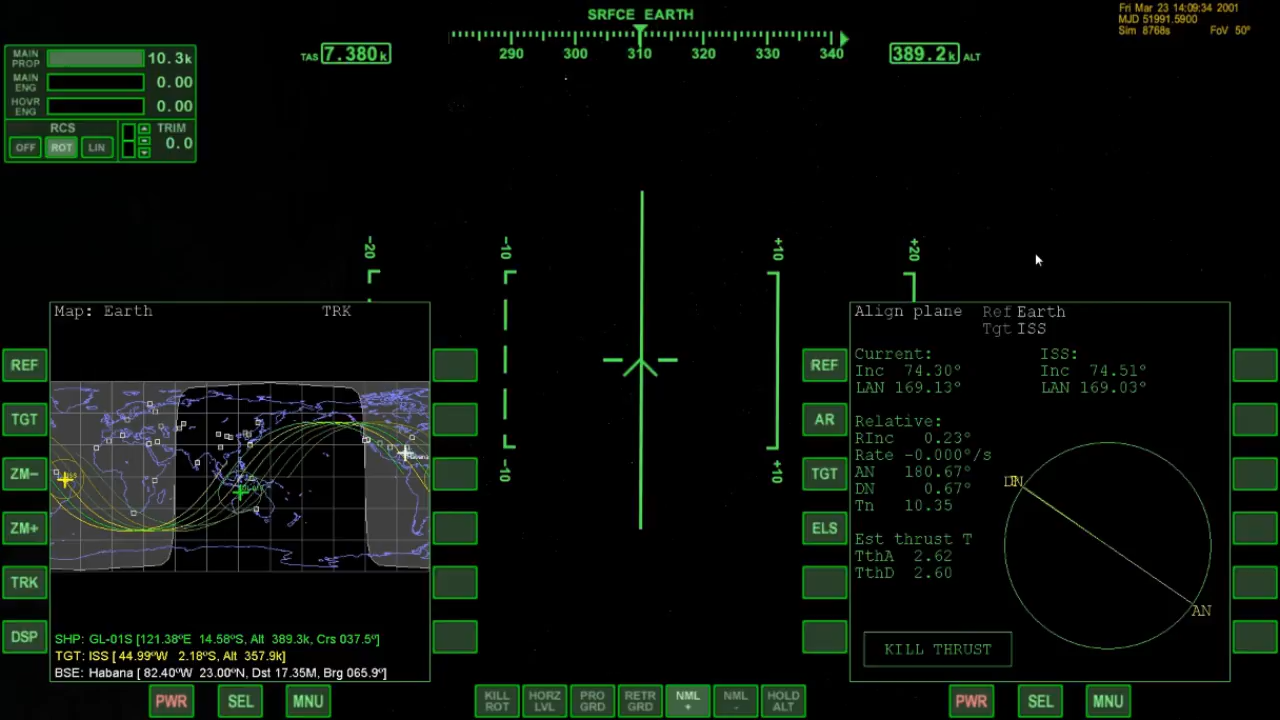 SRFCE EARTH
Fri Mar 23 14:09:34 2001
MJD 51991.5900
Sim 8768s FoV 50°
MAIN PROP 10.3k
MAIN ENG 0.00
HOVR ENG 0.00
RCS TRIM
OFF ROT LIN 0.0
TAS 7.380k
290 300 310 320 330 340
389.2k ALT
-20 -10 +10 +20
-10 +10
Map: Earth TRK
REF
TGT
ZM-
ZM+
TRK
DSP
SHP: GL-01S [121.38°E 14.58°S, Alt 389.3k, Crs 037.5°]
TGT: ISS [ 44.99°W 2.18°S, Alt 357.9k]
BSE: Habana [ 82.40°W 23.00°N, Dst 17.35M, Brg 065.9°]
PWR SEL MNU
KILL ROT
HORZ LVL
PRO GRD
RETR GRD
NML +
NML -
HOLD ALT
Align plane Ref Earth
Tgt ISS
Current: ISS:
Inc 74.30° Inc 74.51°
LAN 169.13° LAN 169.03°
Relative:
RInc 0.23°
Rate -0.000°/s
AN 180.67°
DN 0.67°
Tn 10.35
Est thrust T
TthA 2.62
TthD 2.60
KILL THRUST
DN
AN
REF
AR
TGT
ELS
PWR SEL MNU